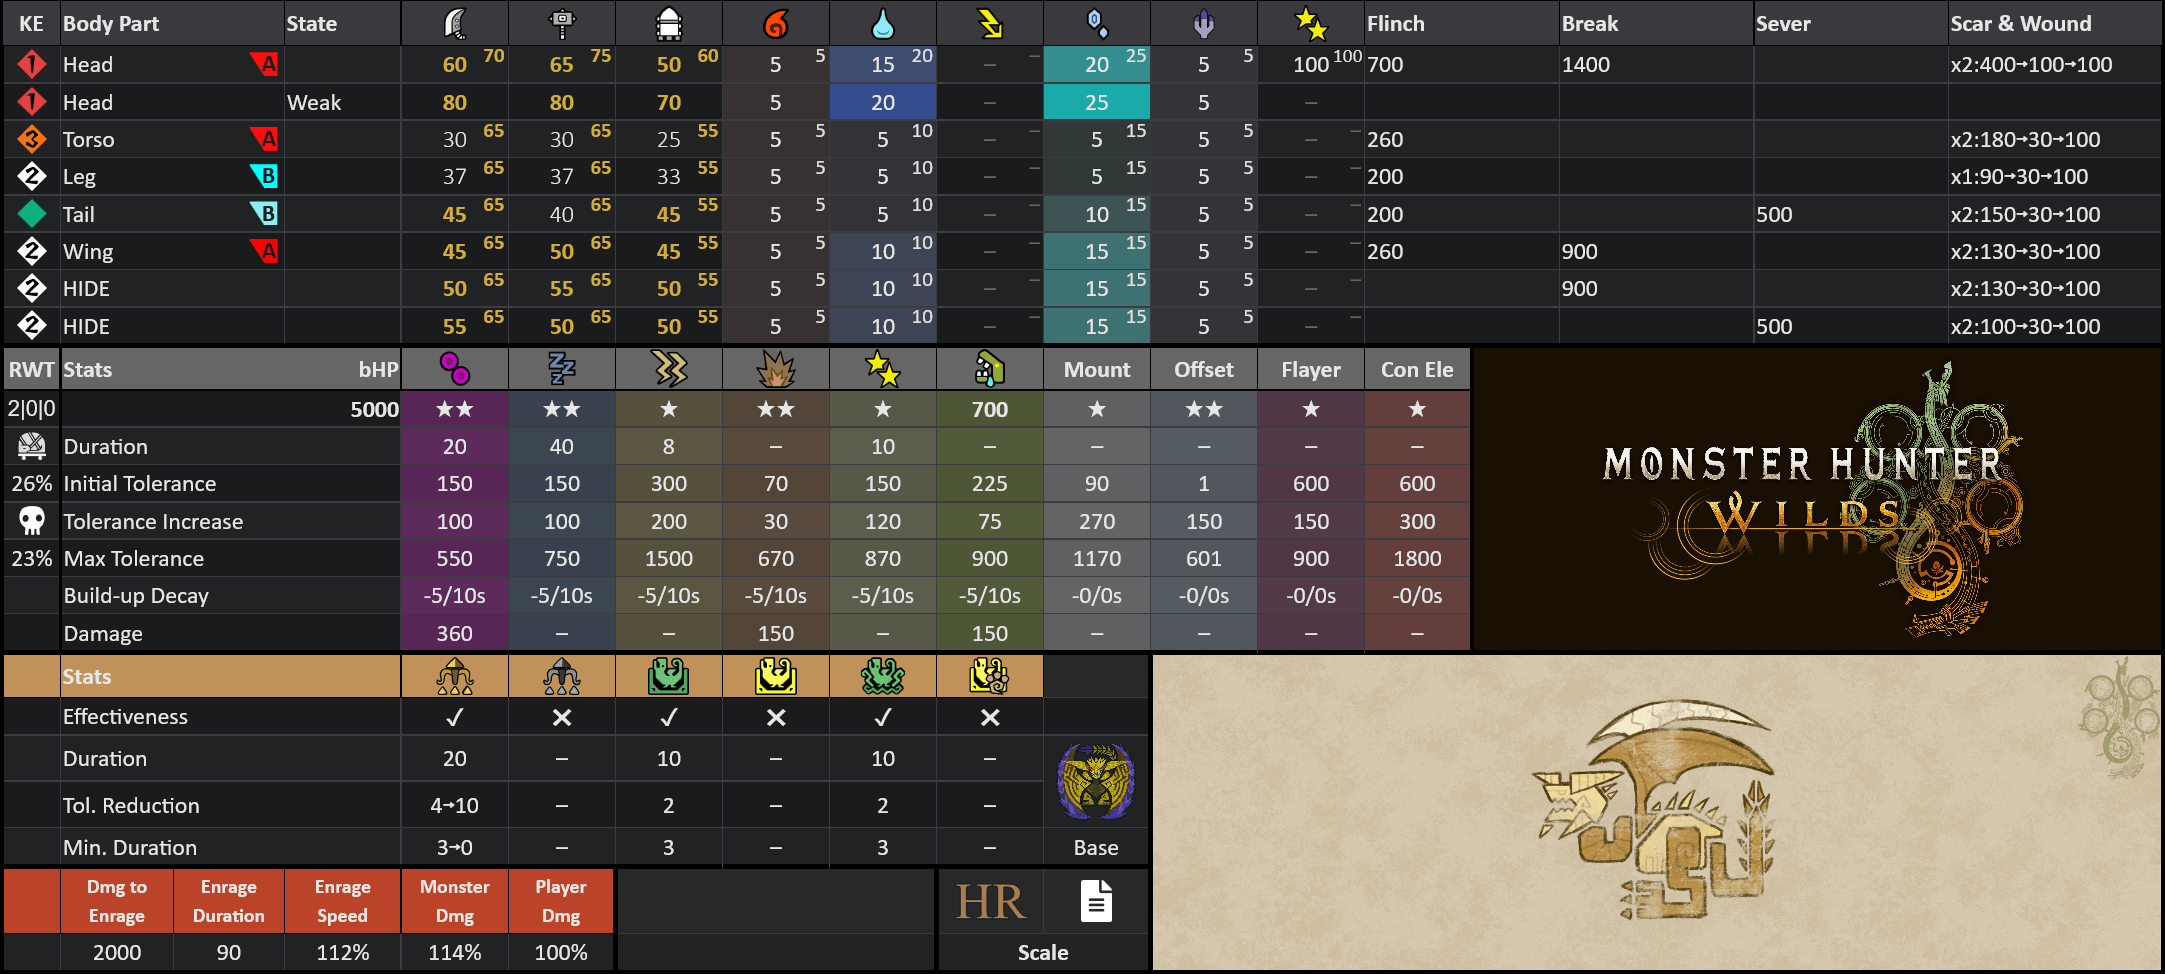 KE Body Part State Flinch Break Sever Scar & Wound
1 Head A 60 70 65 75 50 60 5 5 15 20 – – 20 25 5 5 100 100 700 1400 x2:400→100→100
1 Head Weak 80 80 70 5 20 – 25 5 –
3 Torso A 30 65 30 65 25 55 5 5 5 10 – – 5 15 5 5 – – 260 x2:180→30→100
2 Leg B 37 65 37 65 33 55 5 5 5 10 – – 5 15 5 5 – – 200 x1:90→30→100
Tail B 45 65 40 65 45 55 5 5 5 10 – – 10 15 5 5 – – 200 500 x2:150→30→100
2 Wing A 45 65 50 65 45 55 5 5 10 10 – – 15 15 5 5 – – 260 900 x2:130→30→100
2 HIDE 50 65 55 65 50 55 5 5 10 10 – – 15 15 5 5 – – 900 x2:130→30→100
2 HIDE 55 65 50 65 50 55 5 5 10 10 – – 15 15 5 5 – – 500 x2:100→30→100
RWT Stats bHP Mount Offset Flayer Con Ele
2|0|0 5000 ★★ ★★ ★ ★★ ★ 700 ★ ★★ ★ ★
Duration 20 40 8 – 10 – – – – –
26% Initial Tolerance 150 150 300 70 150 225 90 1 600 600
Tolerance Increase 100 100 200 30 120 75 270 150 150 300
23% Max Tolerance 550 750 1500 670 870 900 1170 601 900 1800
Build-up Decay -5/10s -5/10s -5/10s -5/10s -5/10s -5/10s -0/0s -0/0s -0/0s -0/0s
Damage 360 – – 150 – 150 – – – –
MONSTER HUNTER
WILDS
Stats
Effectiveness ✓ ✕ ✓ ✕ ✓ ✕
Duration 20 – 10 – 10 –
Tol. Reduction 4→10 – 2 – 2 –
Min. Duration 3→0 – 3 – 3 – Base
Dmg to Enrage Enrage Monster Player
Enrage Duration Speed Dmg Dmg
HR
2000 90 112% 114% 100% Scale